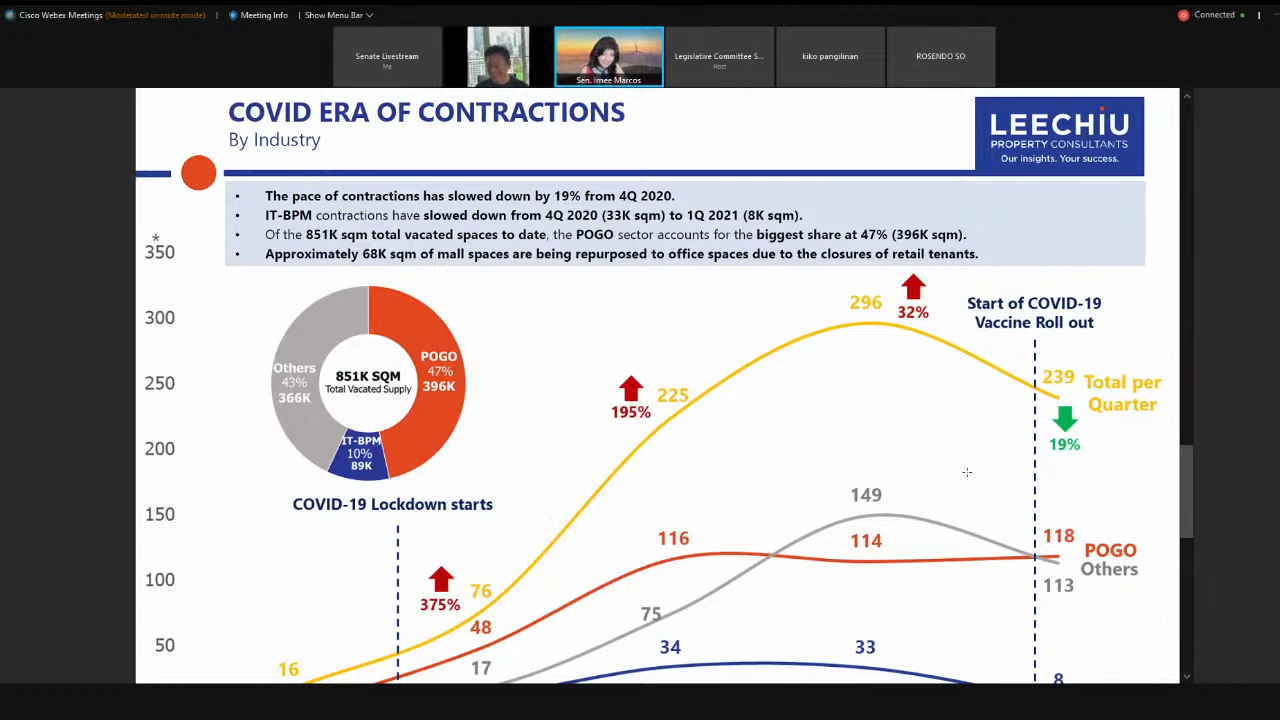 Cisco Webex Meetings (Moderated unmute mode) | Meeting Info | Show Menu Bar
Connected
Senate Livestream
Me
Sen. Imee Marcos
Legislative Committee S...
Host
kiko pangilinan
ROSENDO SO
COVID ERA OF CONTRACTIONS
By Industry
LEECHIU
PROPERTY CONSULTANTS
Our insights. Your success.
• The pace of contractions has slowed down by 19% from 4Q 2020.
• IT-BPM contractions have slowed down from 4Q 2020 (33K sqm) to 1Q 2021 (8K sqm).
• Of the 851K sqm total vacated spaces to date, the POGO sector accounts for the biggest share at 47% (396K sqm).
• Approximately 68K sqm of mall spaces are being repurposed to office spaces due to the closures of retail tenants.
*
350
300
250
200
150
100
50
Others
43%
366K
POGO
47%
396K
851K SQM
Total Vacated Supply
IT-BPM
10%
89K
COVID-19 Lockdown starts
Start of COVID-19
Vaccine Roll out
16
375%
76
195%
225
296
32%
239
Total per
Quarter
19%
48
116
114
118
POGO
17
75
149
113
Others
34
33
8